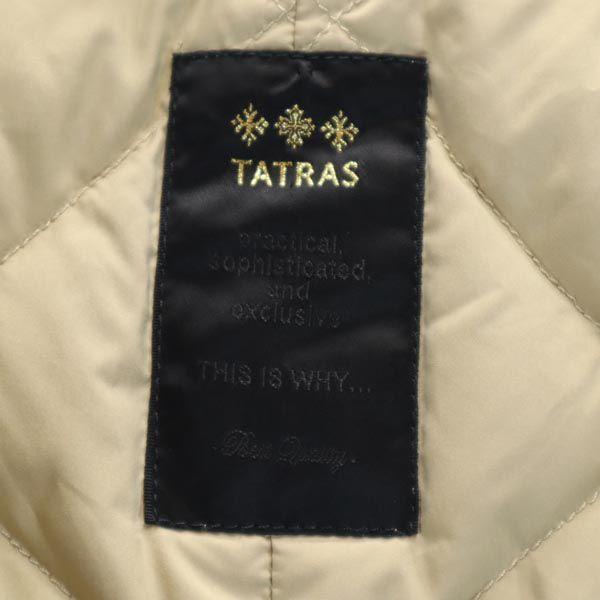 TATRAS
practical,
sophisticated,
and
exclusive
THIS IS WHY...
Best Quality